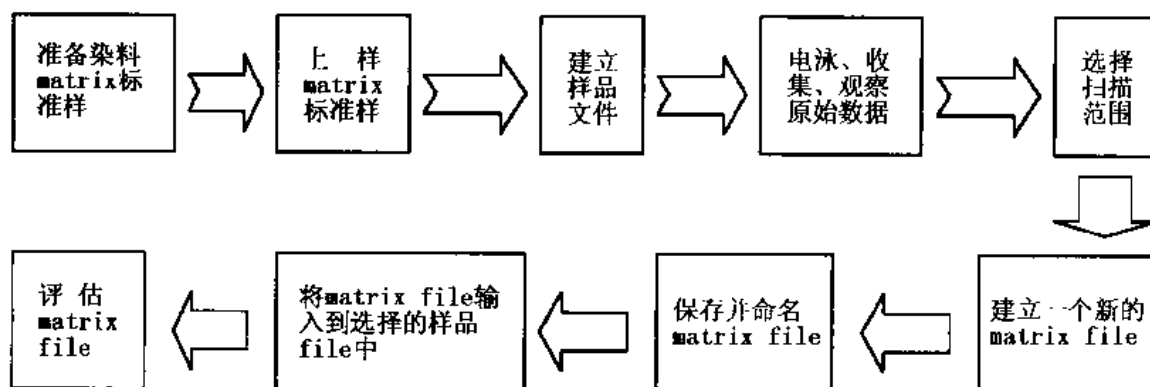 准备染料
matrix标
准样
上 样
matrix
标准样
建立
样品
文件
电泳、收
集、观察
原始数据
选择
扫描
范围
建立一个新的
matrix file
保存并命名
matrix file
将matrix file输
入到选择的样品
file中
评 估
matrix
file